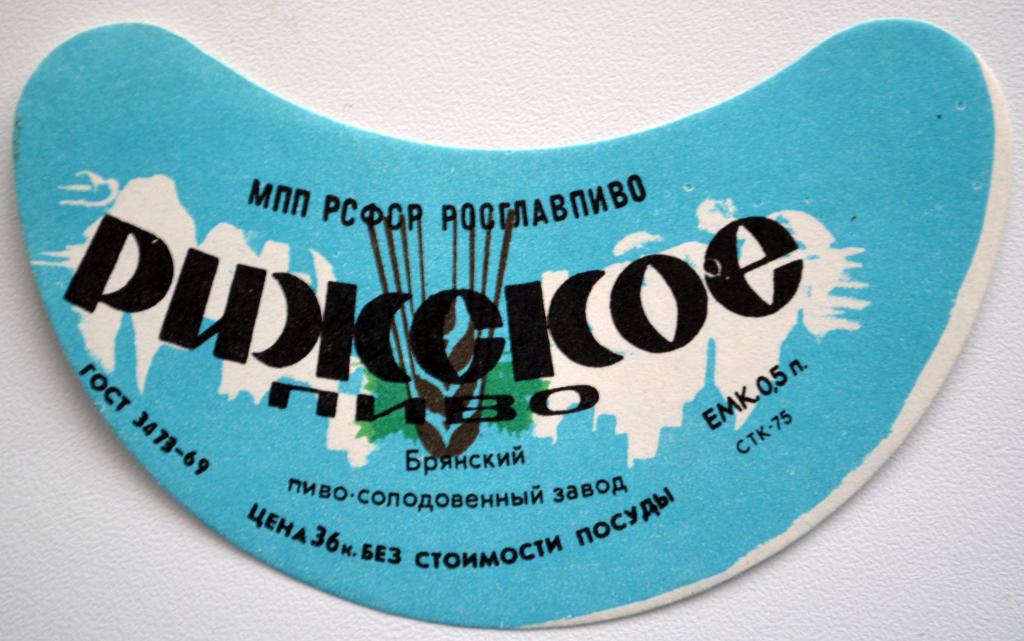 МПП РСФСР РОСГЛАВПИВО
Рижское
пиво
ГОСТ 3473-69
ЕМК. 0,5 л.
СТК-75
Брянский
пиво-солодовенный завод
ЦЕНА 36 к. БЕЗ СТОИМОСТИ ПОСУДЫ